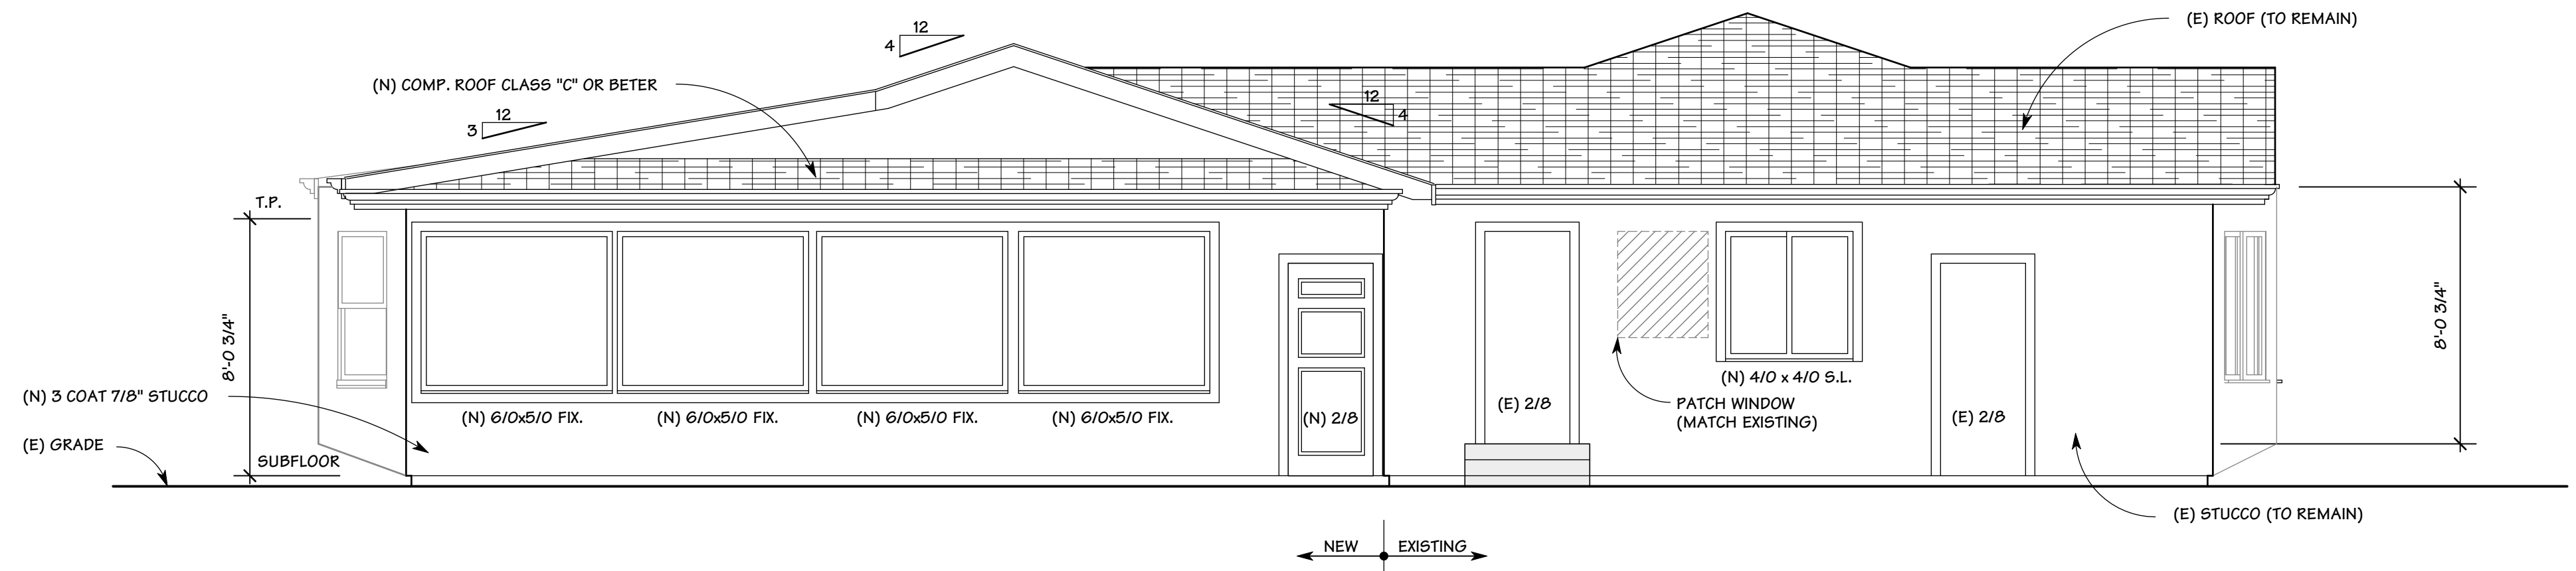 (E) ROOF (TO REMAIN)
12
4
(N) COMP. ROOF CLASS "C" OR BETER
12
4
12
3
T.P.
8'-0 3/4"
8'-0 3/4"
(N) 4/0 x 4/0 S.L.
(N) 3 COAT 7/8" STUCCO
(E) 2/8
PATCH WINDOW
(MATCH EXISTING)
(N) 6/0x5/0 FIX.
(N) 6/0x5/0 FIX.
(N) 6/0x5/0 FIX.
(N) 6/0x5/0 FIX.
(N) 2/8
(E) 2/8
(E) GRADE
SUBFLOOR
(E) STUCCO (TO REMAIN)
NEW
EXISTING